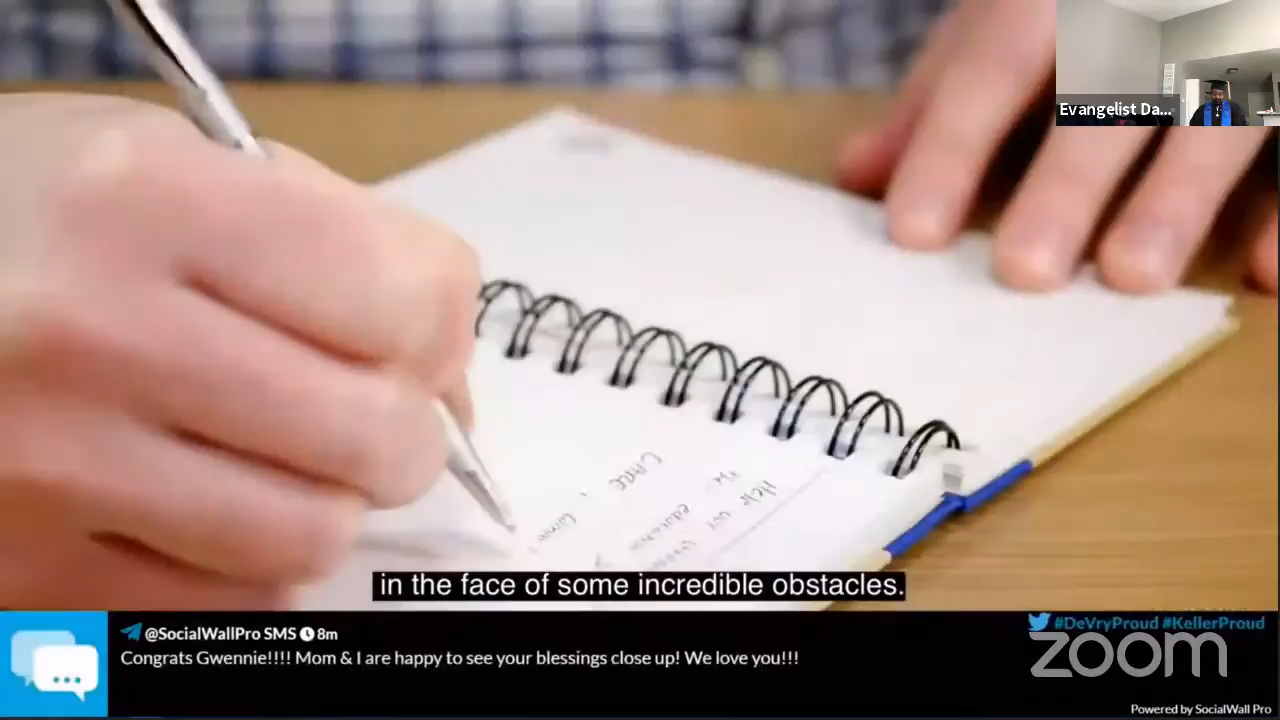 Evangelist Da...
in the face of some incredible obstacles.
@SocialWallPro SMS 8m
Congrats Gwennie!!!! Mom & I are happy to see your blessings close up! We love you!!!
#DeVryProud #KellerProud
zoom
Powered by SocialWall Pro